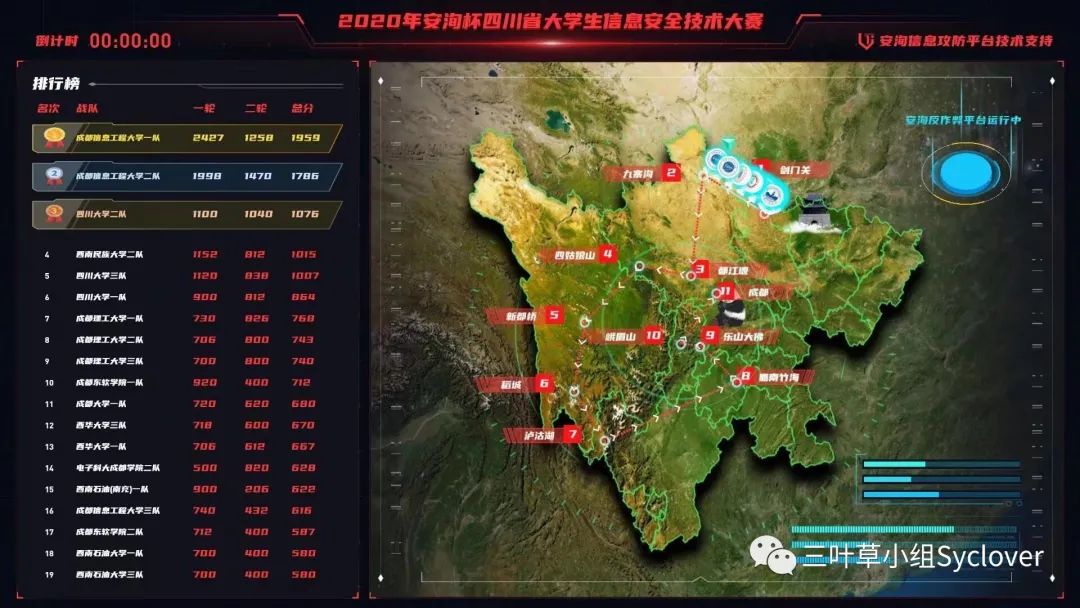 2020年安洵杯四川省大学生信息安全技术大赛
倒计时 00:00:00
安洵信息攻防平台技术支持
排行榜
名次 战队 一轮 二轮 总分
1 成都信息工程大学一队 2427 1258 1959
2 成都信息工程大学二队 1998 1470 1786
3 四川大学二队 1100 1040 1076
4 西南民族大学二队 1152 812 1015
5 四川大学三队 1120 838 1007
6 四川大学一队 900 812 864
7 成都理工大学一队 730 826 768
8 成都理工大学二队 706 800 743
9 成都理工大学三队 700 800 740
10 成都东软学院一队 920 400 712
11 成都大学一队 720 620 680
12 西华大学三队 718 600 670
13 西华大学一队 706 612 667
14 电子科大成都学院二队 500 820 628
15 西南石油(南充)一队 900 206 622
16 成都信息工程大学三队 740 432 616
17 成都东软学院二队 712 400 587
18 西南石油大学一队 700 400 580
19 西南石油大学三队 700 400 580
安洵反作弊平台运行中
九寨沟 2
剑门关
四姑娘山 4
3 都江堰
11 成都
新都桥 5
峨眉山 10
9 乐山大佛
稻城 6
8 蜀南竹海
泸沽湖 7
三叶草小组Syclover